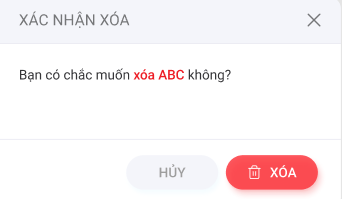 XÁC NHẬN XÓA
Bạn có chắc muốn xóa ABC không?
HỦY
XÓA